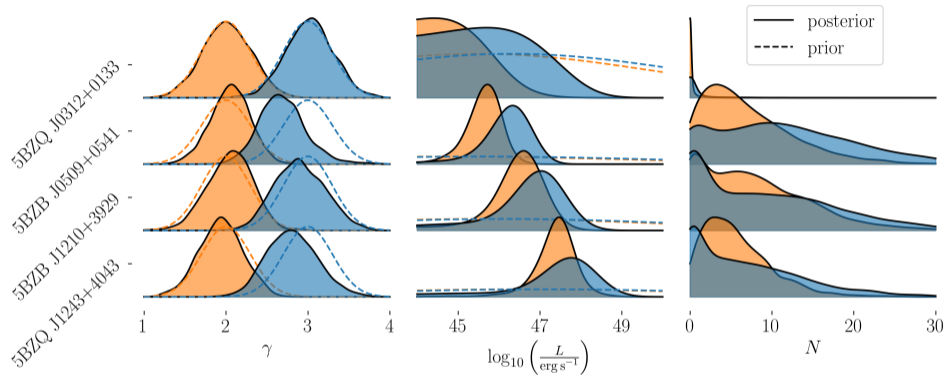 posterior
prior
5BZQ J0312+0133
5BZB J0509+0541
5BZB J1210+3929
5BZQ J1243+4043
1 2 3 4
γ
45 47 49
log₁₀ (L / erg s⁻¹)
0 10 20 30
N